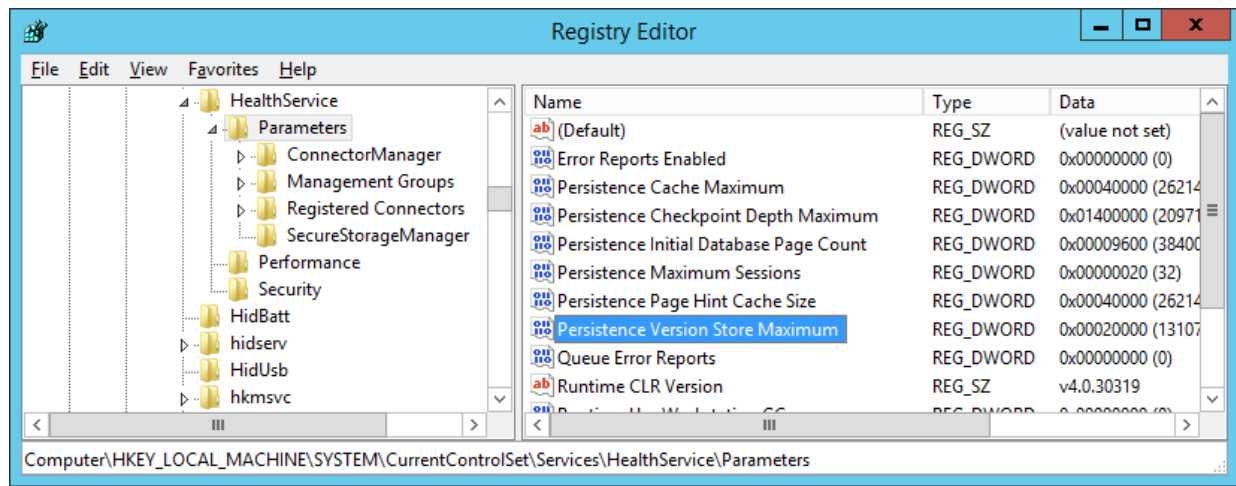 Registry Editor
File Edit View Favorites Help
HealthService
Parameters
ConnectorManager
Management Groups
Registered Connectors
SecureStorageManager
Performance
Security
HidBatt
hidserv
HidUsb
hkmsvc
Name Type Data
(Default) REG_SZ (value not set)
Error Reports Enabled REG_DWORD 0x00000000 (0)
Persistence Cache Maximum REG_DWORD 0x00040000 (26214
Persistence Checkpoint Depth Maximum REG_DWORD 0x01400000 (20971
Persistence Initial Database Page Count REG_DWORD 0x00009600 (38400
Persistence Maximum Sessions REG_DWORD 0x00000020 (32)
Persistence Page Hint Cache Size REG_DWORD 0x00040000 (26214
Persistence Version Store Maximum REG_DWORD 0x00020000 (13107
Queue Error Reports REG_DWORD 0x00000000 (0)
Runtime CLR Version REG_SZ v4.0.30319
Computer\HKEY_LOCAL_MACHINE\SYSTEM\CurrentControlSet\Services\HealthService\Parameters